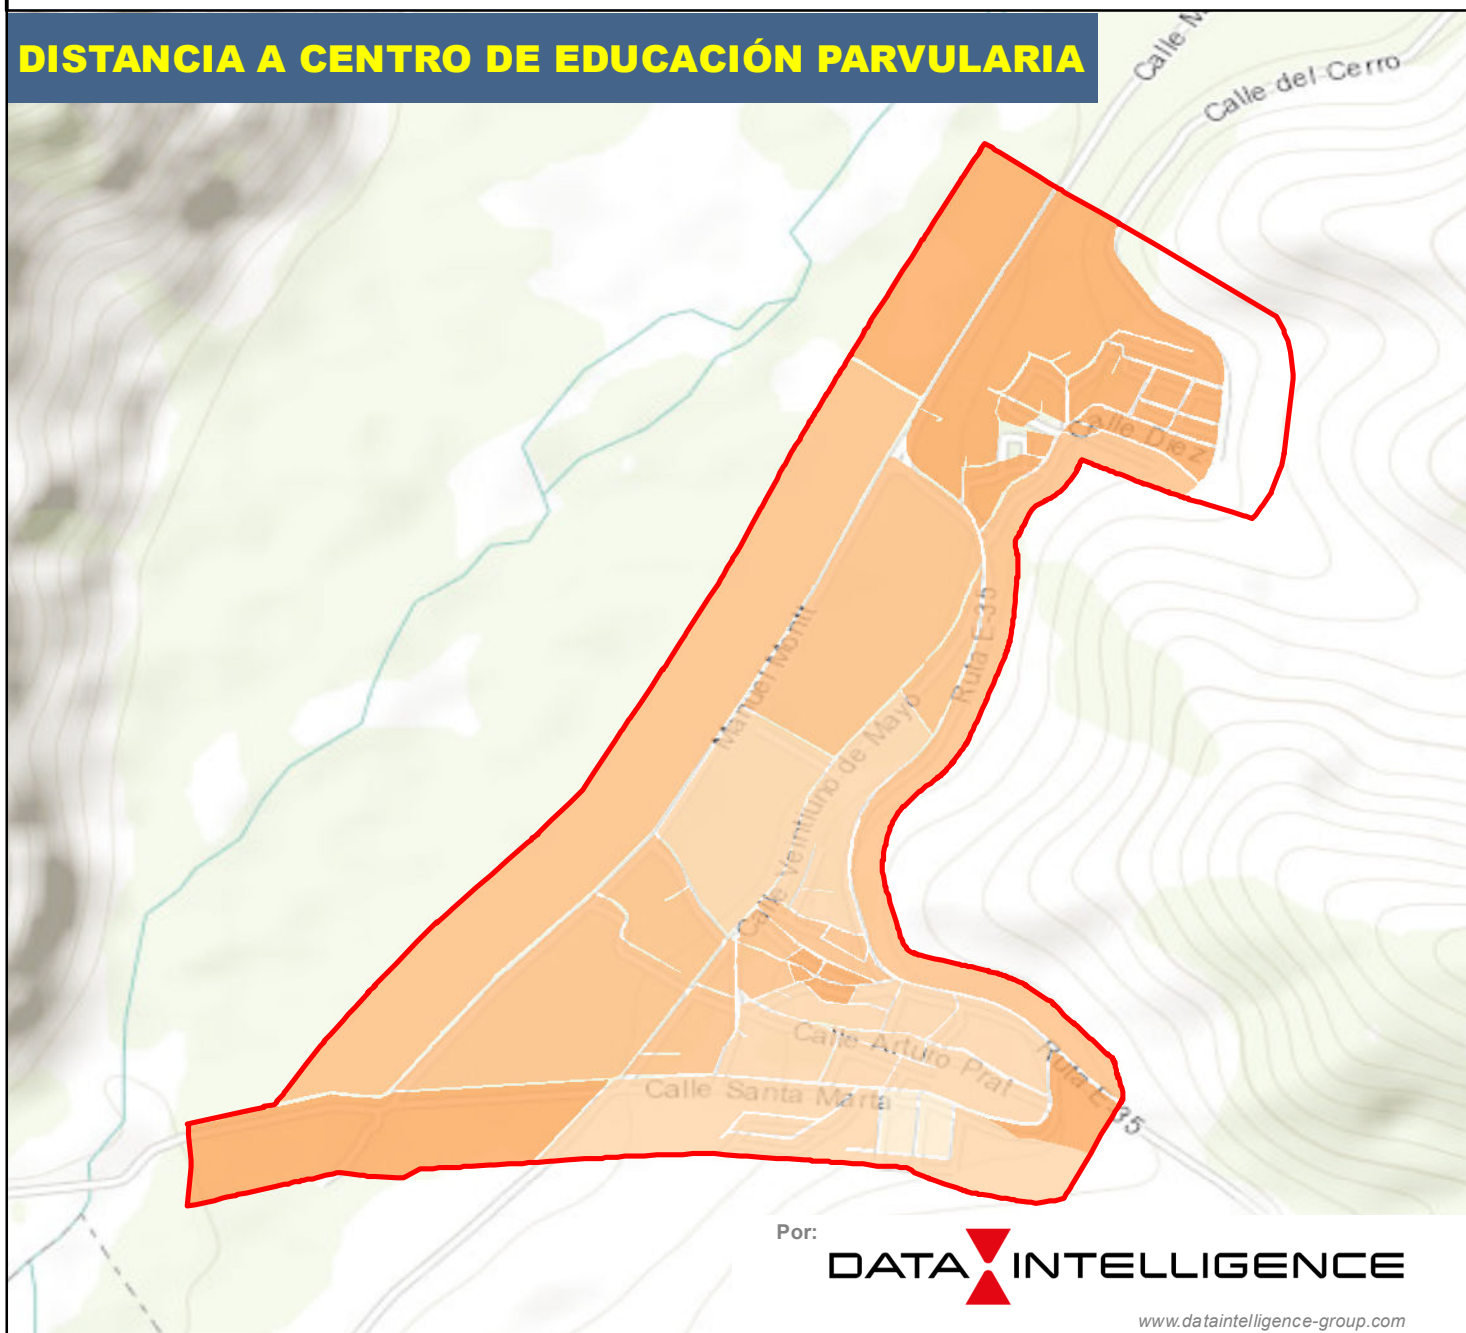 DISTANCIA A CENTRO DE EDUCACIÓN PARVULARIA
Calle M
Calle del Cerro
Calle Diez
Ruta E-35
Manuel Montt
Calle Veintiuno de Mayo
Calle Arturo Prat
Ruta E-35
Calle Santa Marta
Por:
DATA INTELLIGENCE
www.dataintelligence-group.com